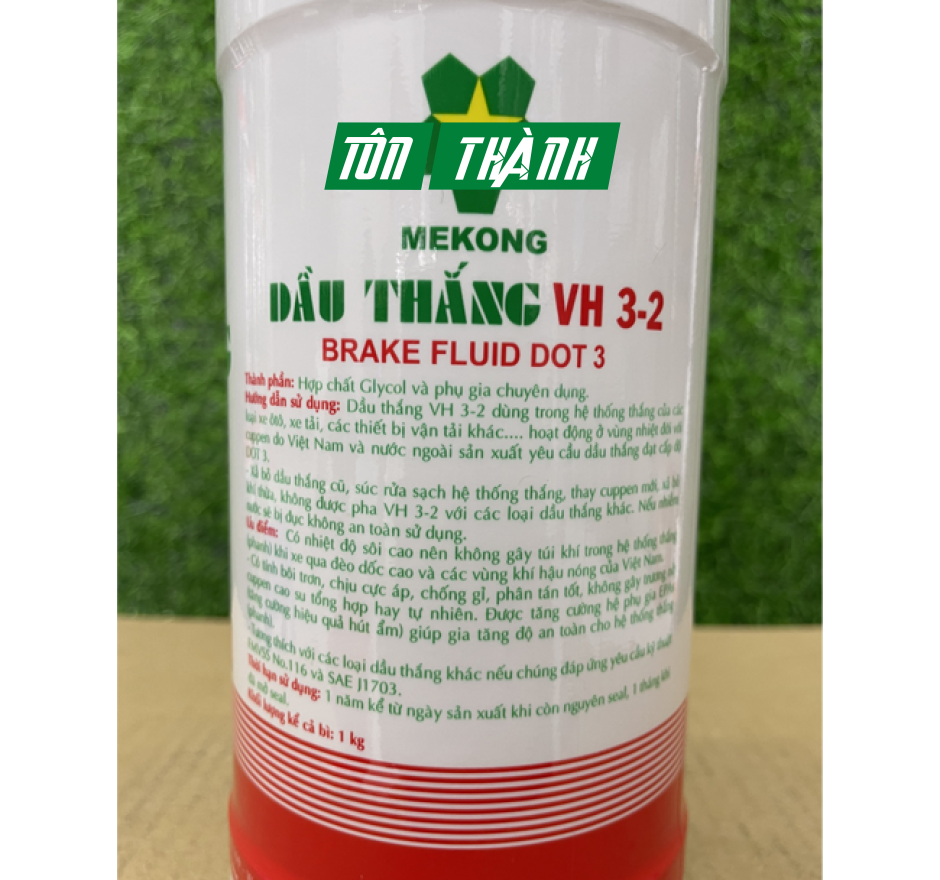 TÔN THÀNH
MEKONG
DẦU THẮNG VH 3-2
BRAKE FLUID DOT 3
Thành phần: Hợp chất Glycol và phụ gia chuyên dụng.
Hướng dẫn sử dụng: Dầu thắng VH 3-2 dùng trong hệ thống thắng của các
loại xe ôtô, xe tải, các thiết bị vận tải khác.... hoạt động ở vùng nhiệt đới với
cuppen do Việt Nam và nước ngoài sản xuất yêu cầu dầu thắng đạt cấp độ
DOT 3.
- Xả bỏ dầu thắng cũ, súc rửa sạch hệ thống thắng, thay cuppen mới, xả bỏ
khí thừa, không được pha VH 3-2 với các loại dầu thắng khác. Nếu nhiễm
nước sẽ bị đục không an toàn sử dụng.
Ưu điểm: Có nhiệt độ sôi cao nên không gây túi khí trong hệ thống thắng
(phanh) khi xe qua đèo dốc cao và các vùng khí hậu nóng của Việt Nam.
- Có tính bôi trơn, chịu cực áp, chống gỉ, phân tán tốt, không gây trương nở
cuppen cao su tổng hợp hay tự nhiên. Được tăng cường hệ phụ gia
tăng cường hiệu quả hút ẩm) giúp gia tăng độ an toàn cho hệ thống thắng
(phanh).
- Tương thích với các loại dầu thắng khác nếu chúng đáp ứng yêu cầu kỹ thuật
FMVSS No.116 và SAE J1703.
Thời hạn sử dụng: 1 năm kể từ ngày sản xuất khi còn nguyên seal, 1 tháng khi
đã mở seal.
Khối lượng kể cả bì: 1 kg